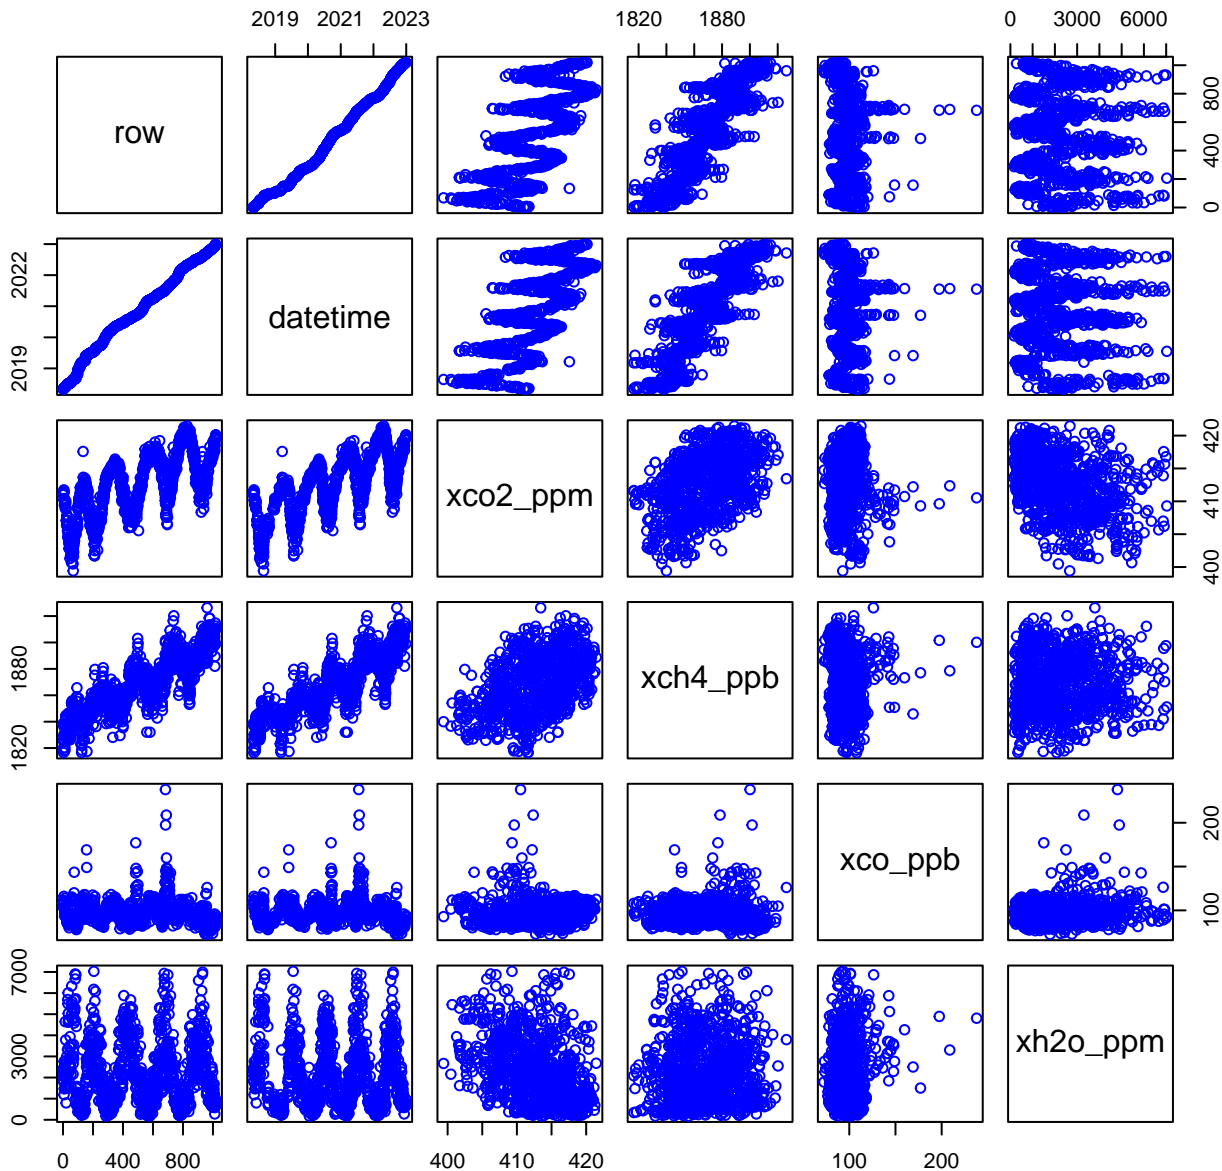 2019 2021 2023 1820 1880 0 3000 6000
row 0 400 800
2019 2022 datetime
xco2_ppm 400 410 420
1820 1880 xch4_ppb
xco_ppb 100 200
0 3000 7000 xh2o_ppm
0 400 800 400 410 420 100 200